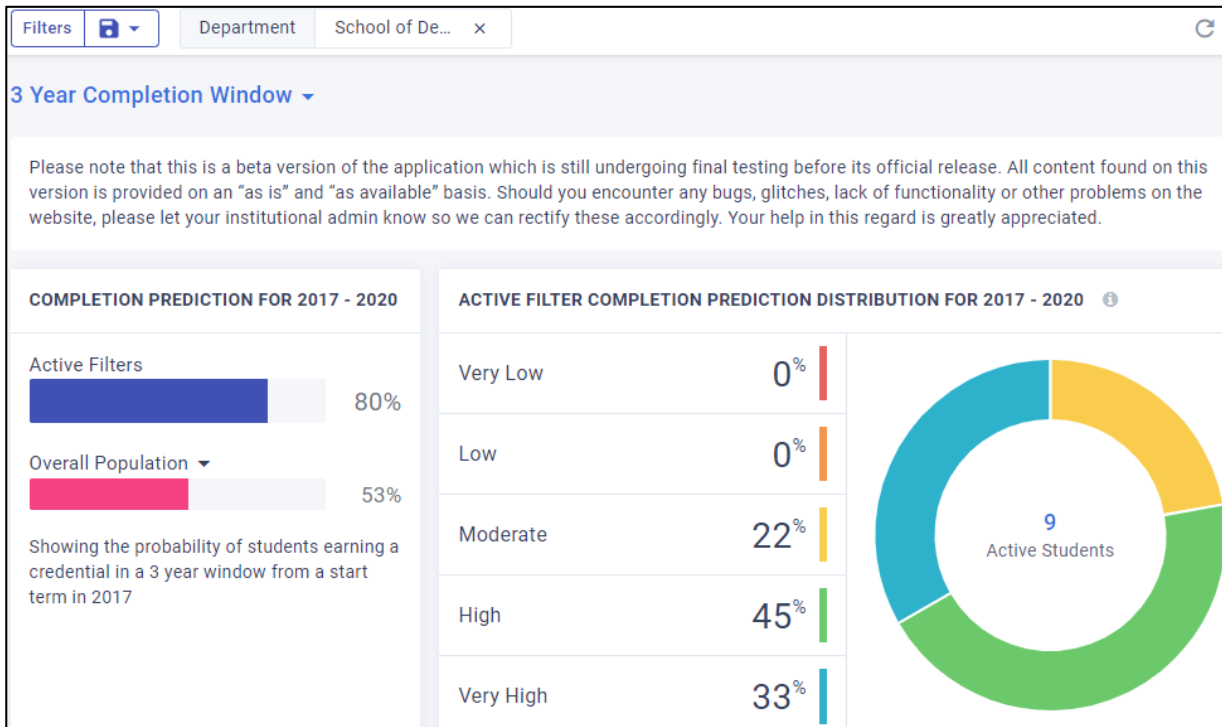 Filters
Department
School of De... ×
3 Year Completion Window
Please note that this is a beta version of the application which is still undergoing final testing before its official release. All content found on this
version is provided on an “as is” and “as available” basis. Should you encounter any bugs, glitches, lack of functionality or other problems on the
website, please let your institutional admin know so we can rectify these accordingly. Your help in this regard is greatly appreciated.
COMPLETION PREDICTION FOR 2017 - 2020
Active Filters
80%
Overall Population
53%
Showing the probability of students earning a
credential in a 3 year window from a start
term in 2017
ACTIVE FILTER COMPLETION PREDICTION DISTRIBUTION FOR 2017 - 2020
Very Low 0%
Low 0%
Moderate 22%
High 45%
Very High 33%
9
Active Students